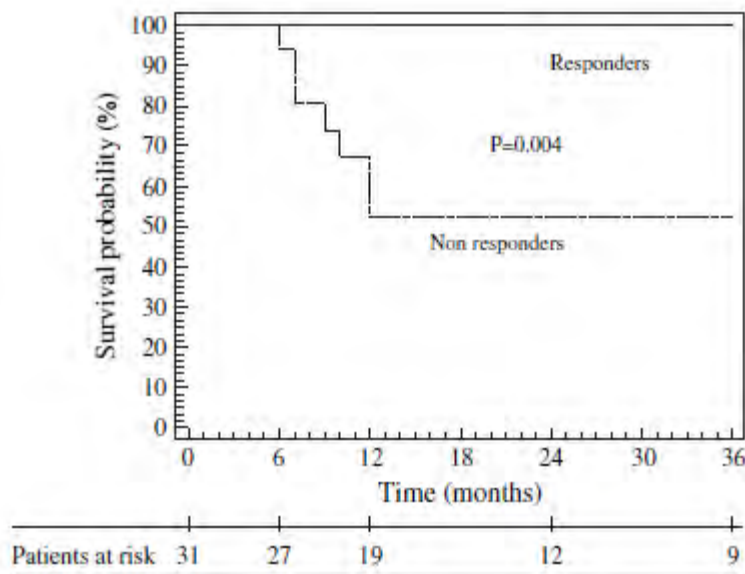 Survival probability (%)
100
90
80
70
60
50
40
30
20
10
0
Responders
P=0.004
Non responders
0 6 12 18 24 30 36
Time (months)
Patients at risk 31 27 19 12 9